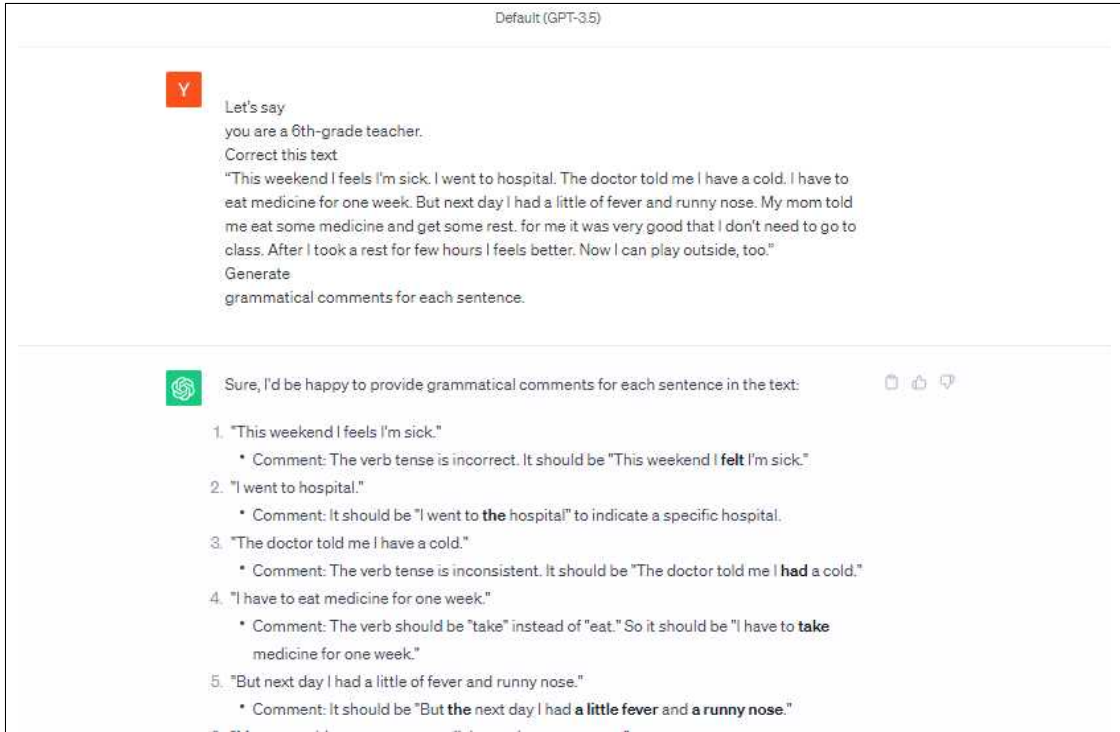 Default (GPT-3.5)
Y
Let's say
you are a 6th-grade teacher.
Correct this text
"This weekend I feels I'm sick. I went to hospital. The doctor told me I have a cold. I have to
eat medicine for one week. But next day I had a little of fever and runny nose. My mom told
me eat some medicine and get some rest. for me it was very good that I don't need to go to
class. After I took a rest for few hours I feels better. Now I can play outside, too."
Generate
grammatical comments for each sentence.
Sure, I'd be happy to provide grammatical comments for each sentence in the text:
1. "This weekend I feels I'm sick."
• Comment: The verb tense is incorrect. It should be "This weekend I felt I'm sick."
2. "I went to hospital."
• Comment: It should be "I went to the hospital" to indicate a specific hospital.
3. "The doctor told me I have a cold."
• Comment: The verb tense is inconsistent. It should be "The doctor told me I had a cold."
4. "I have to eat medicine for one week."
• Comment: The verb should be "take" instead of "eat." So it should be "I have to take
medicine for one week."
5. "But next day I had a little of fever and runny nose."
• Comment: It should be "But the next day I had a little fever and a runny nose."